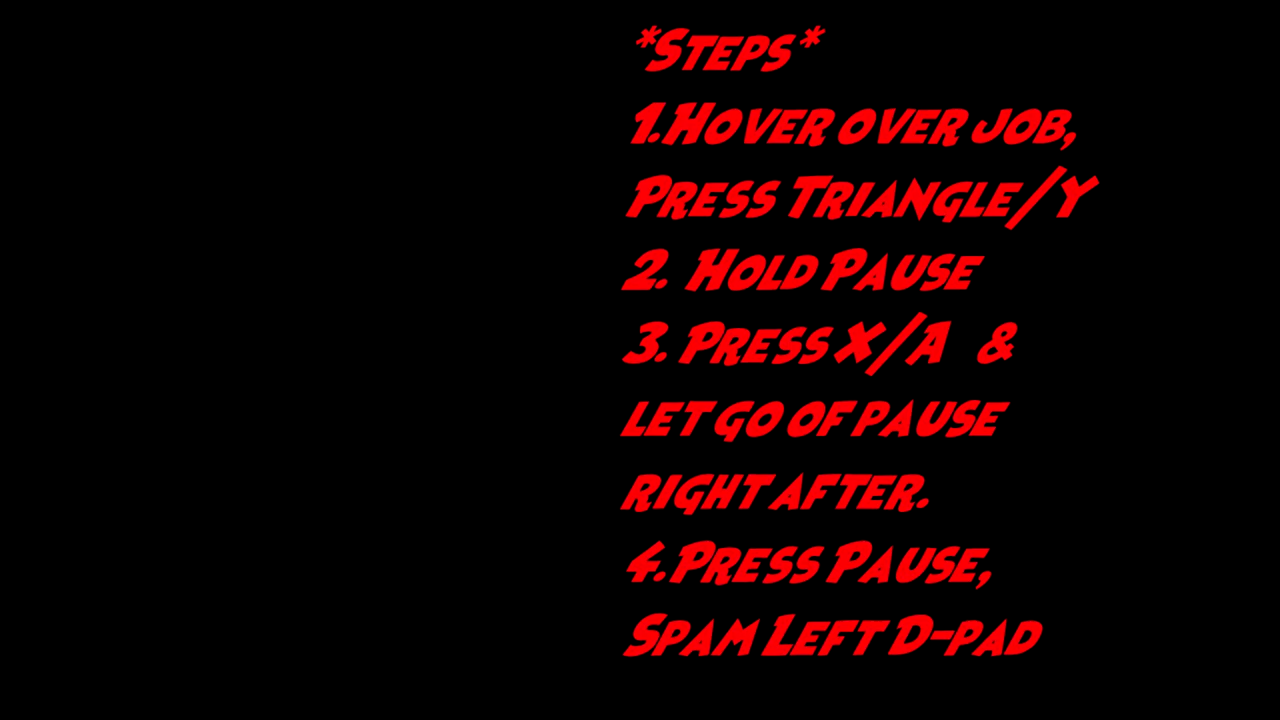 *Steps*
1.Hover over job,
Press Triangle/Y
2. Hold Pause
3. Press X/A &
let go of pause
right after.
4.Press Pause,
Spam Left D-pad